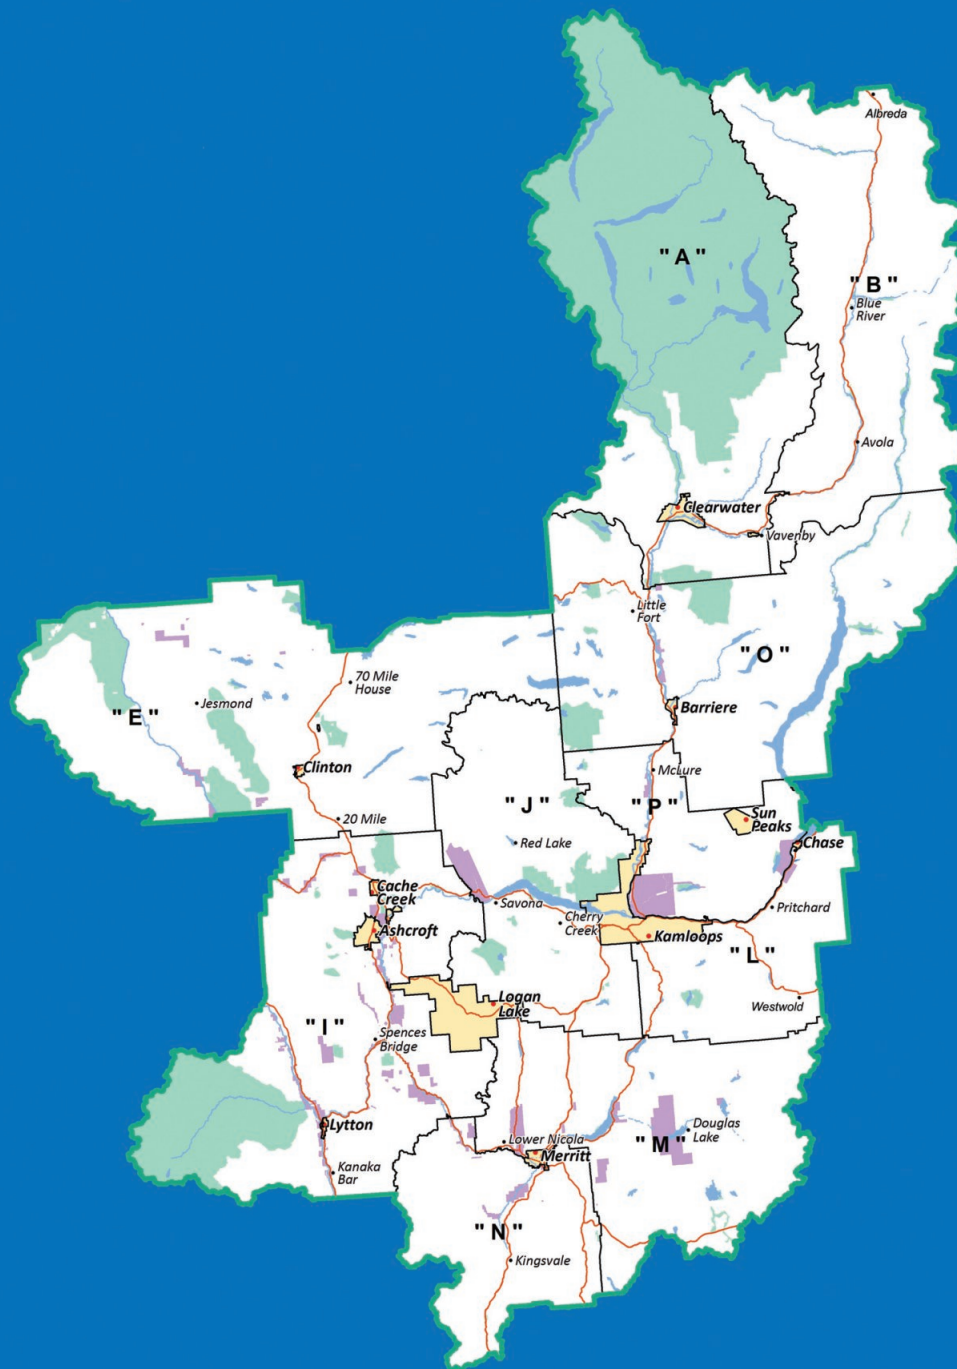 Albreda
" A "
" B "
Blue
River
Avola
Clearwater
Vavenby
Little
Fort
" O "
70 Mile
House
Jesmond
" E "
Barriere
Clinton
McLure
" J "
" P "
20 Mile
Sun
Peaks
Red Lake
Chase
Cache
Creek
Savona
Pritchard
Cherry
Creek
Ashcroft
Kamloops
" L "
Logan
Lake
Westwold
" I "
Spences
Bridge
Lytton
Douglas
Lake
" M "
Lower Nicola
Merritt
Kanaka
Bar
" N "
Kingsvale